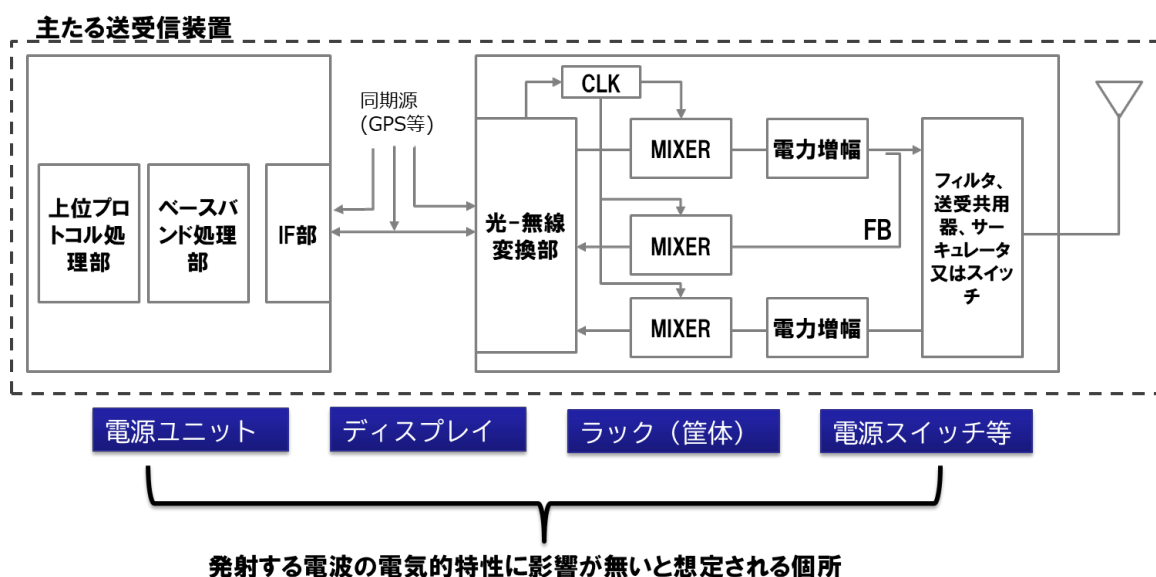 主たる送受信装置
CLK
同期源
(GPS等)
MIXER
電力増幅
上位プロ
トコル処
理部
ベースバ
ンド処理
部
IF部
光-無線
変換部
MIXER
FB
フィルタ、
送受共用
器、サー
キュレータ
又はスイッ
チ
MIXER
電力増幅
電源ユニット
ディスプレイ
ラック（筐体）
電源スイッチ等
発射する電波の電気的特性に影響が無いと想定される個所